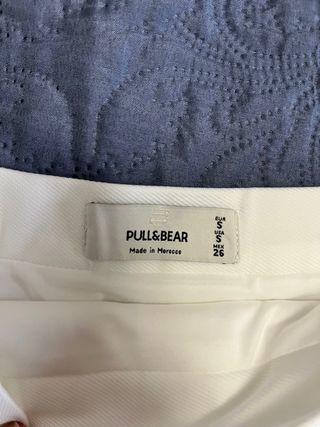 PULL&BEAR
Made in Morocco
EUR
S
USA
S
MEX
26